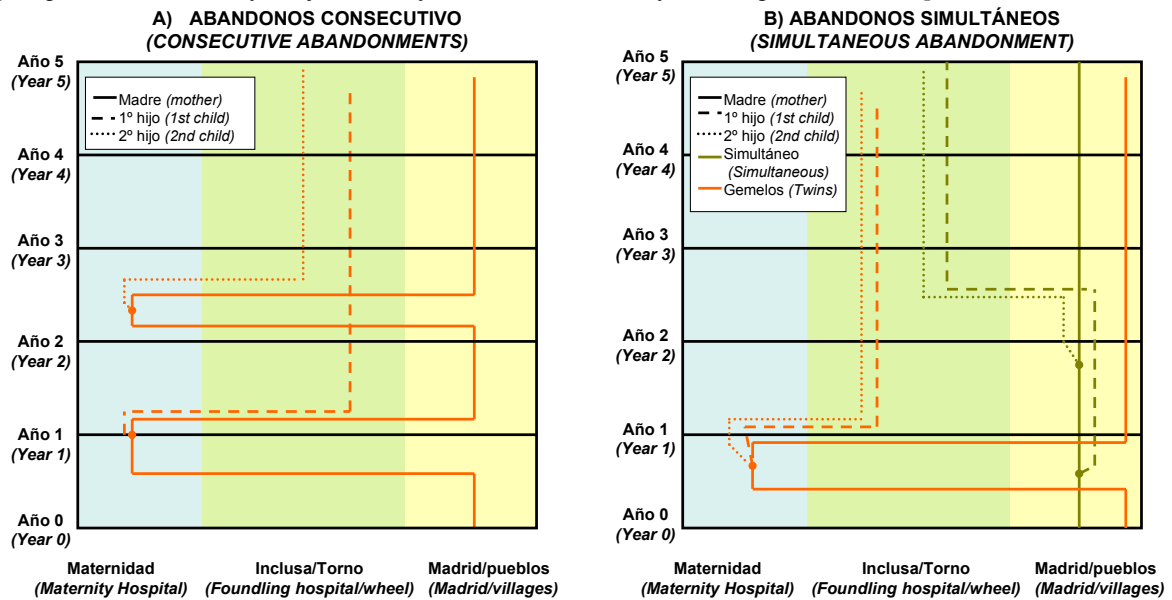 A) ABANDONOS CONSECUTIVO
(CONSECUTIVE ABANDONMENTS)
Año 5
(Year 5)
Madre (mother)
1º hijo (1st child)
2º hijo (2nd child)
Año 4
(Year 4)
Año 3
(Year 3)
Año 2
(Year 2)
Año 1
(Year 1)
Año 0
(Year 0)
Maternidad
(Maternity Hospital)
Inclusa/Torno
(Foundling hospital/wheel)
Madrid/pueblos
(Madrid/villages)
B) ABANDONOS SIMULTÁNEOS
(SIMULTANEOUS ABANDONMENT)
Año 5
(Year 5)
Madre (mother)
1º hijo (1st child)
2º hijo (2nd child)
Simultáneo
(Simultaneous)
Gemelos (Twins)
Año 4
(Year 4)
Año 3
(Year 3)
Año 2
(Year 2)
Año 1
(Year 1)
Año 0
(Year 0)
Maternidad
(Maternity Hospital)
Inclusa/Torno
(Foundling hospital/wheel)
Madrid/pueblos
(Madrid/villages)